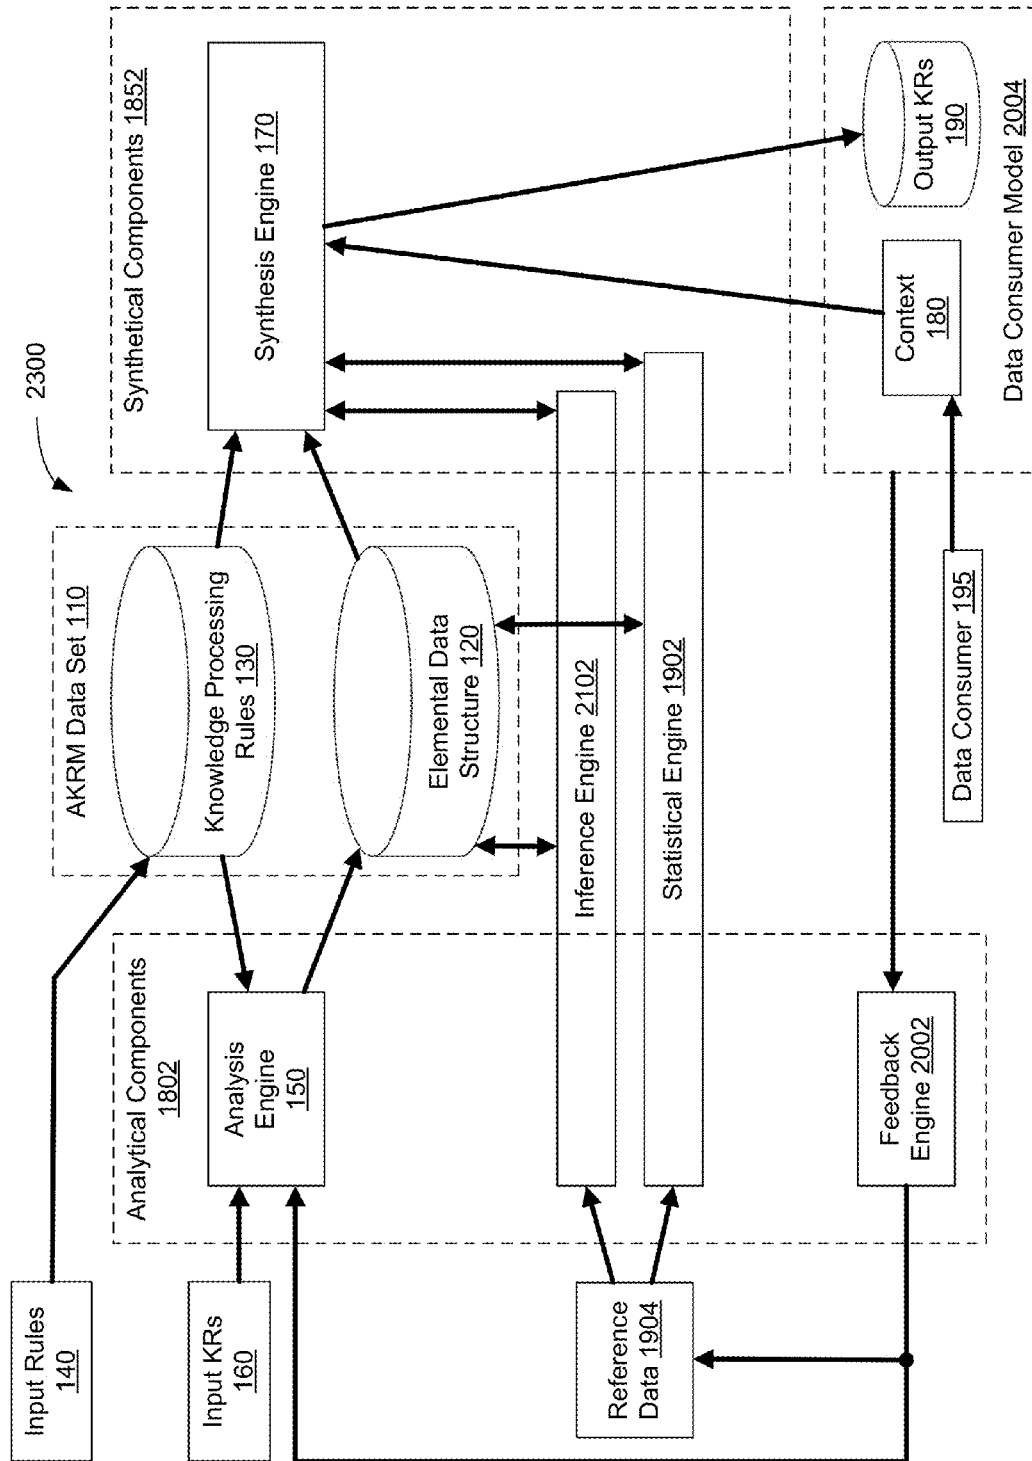 2300
Input Rules
140
Input KRs
160
Analytical Components
1802
Analysis
Engine
150
AKRM Data Set 110
Knowledge Processing
Rules 130
Elemental Data
Structure 120
Synthetical Components 1852
Synthesis Engine 170
Inference Engine 2102
Statistical Engine 1902
Reference
Data 1904
Feedback
Engine 2002
Data Consumer 195
Context
180
Output KRs
190
Data Consumer Model 2004